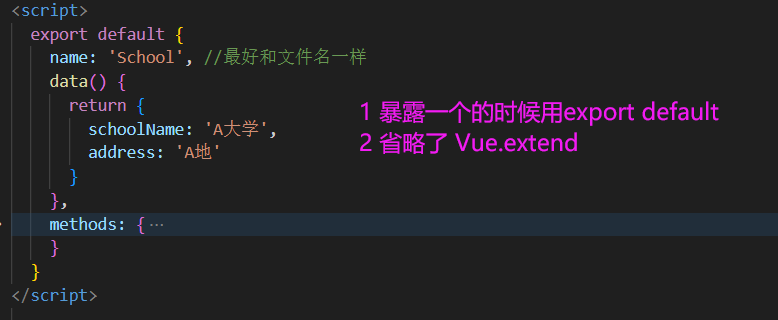 <script>
export default {
name: 'School', //最好和文件名一样
data() {
return {
schoolName: 'A大学',
address: 'A地'
}
},
methods: {…
}
}
</script>
1 暴露一个的时候用export default
2 省略了 Vue.extend